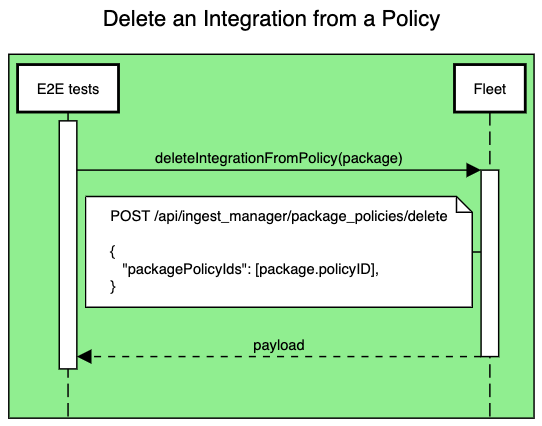 Delete an Integration from a Policy
E2E tests
Fleet
deleteIntegrationFromPolicy(package)
POST /api/ingest_manager/package_policies/delete
{
"packagePolicyIds": [package.policyID],
}
payload